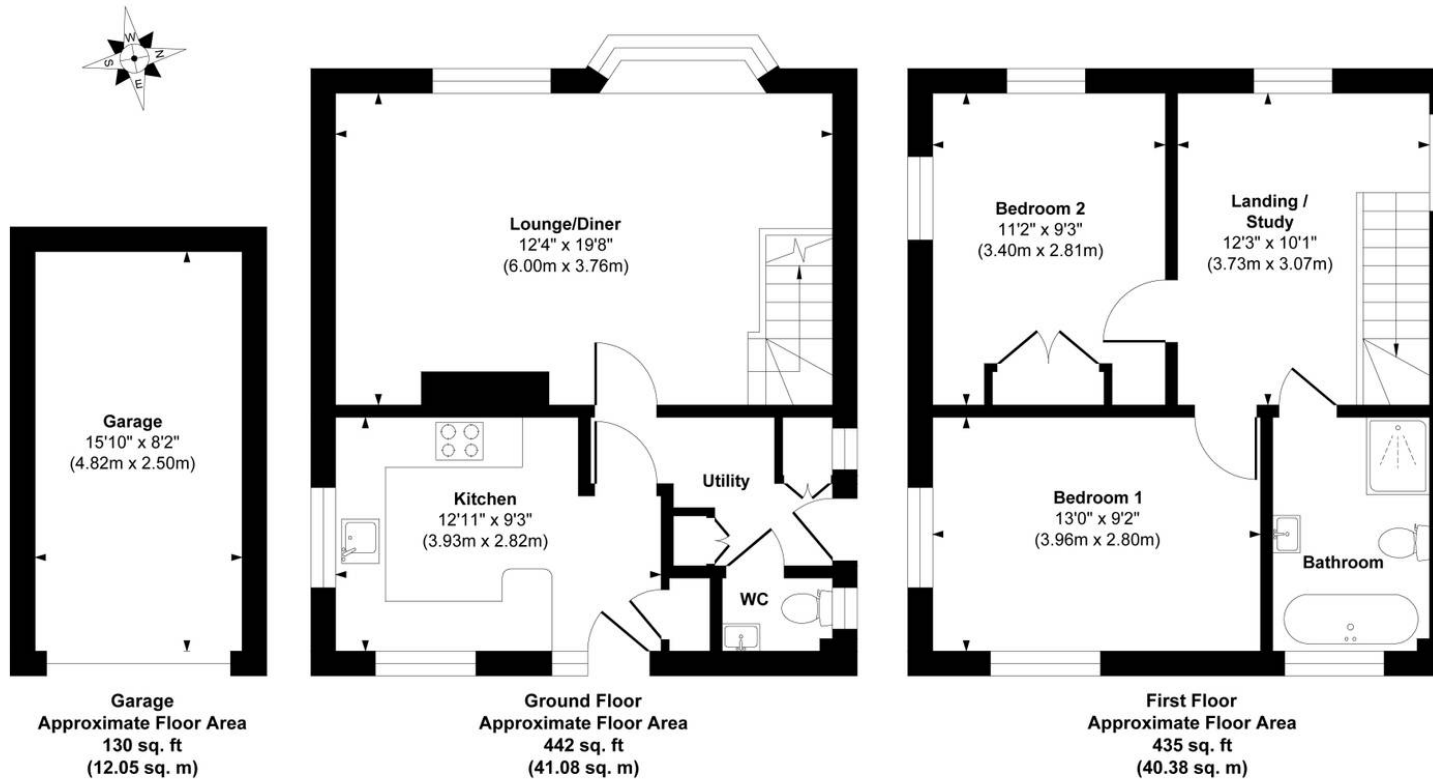 W
N
S
E
Lounge/Diner
12'4" x 19'8"
(6.00m x 3.76m)
Bedroom 2
11'2" x 9'3"
(3.40m x 2.81m)
Landing /
Study
12'3" x 10'1"
(3.73m x 3.07m)
Garage
15'10" x 8'2"
(4.82m x 2.50m)
Kitchen
12'11" x 9'3"
(3.93m x 2.82m)
Utility
WC
Bedroom 1
13'0" x 9'2"
(3.96m x 2.80m)
Bathroom
Garage
Approximate Floor Area
130 sq. ft
(12.05 sq. m)
Ground Floor
Approximate Floor Area
442 sq. ft
(41.08 sq. m)
First Floor
Approximate Floor Area
435 sq. ft
(40.38 sq. m)